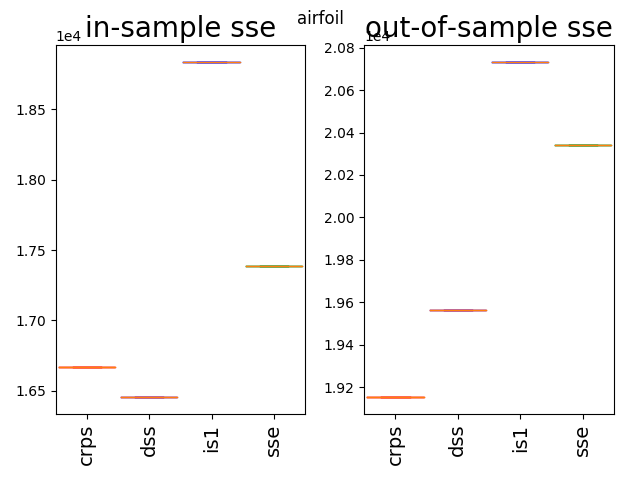 airfoil
in-sample sse
1e4
1.85
1.80
1.75
1.70
1.65
crps
dss
is1
sse
out-of-sample sse
1e4
2.08
2.06
2.04
2.02
2.00
1.98
1.96
1.94
1.92
crps
dss
is1
sse